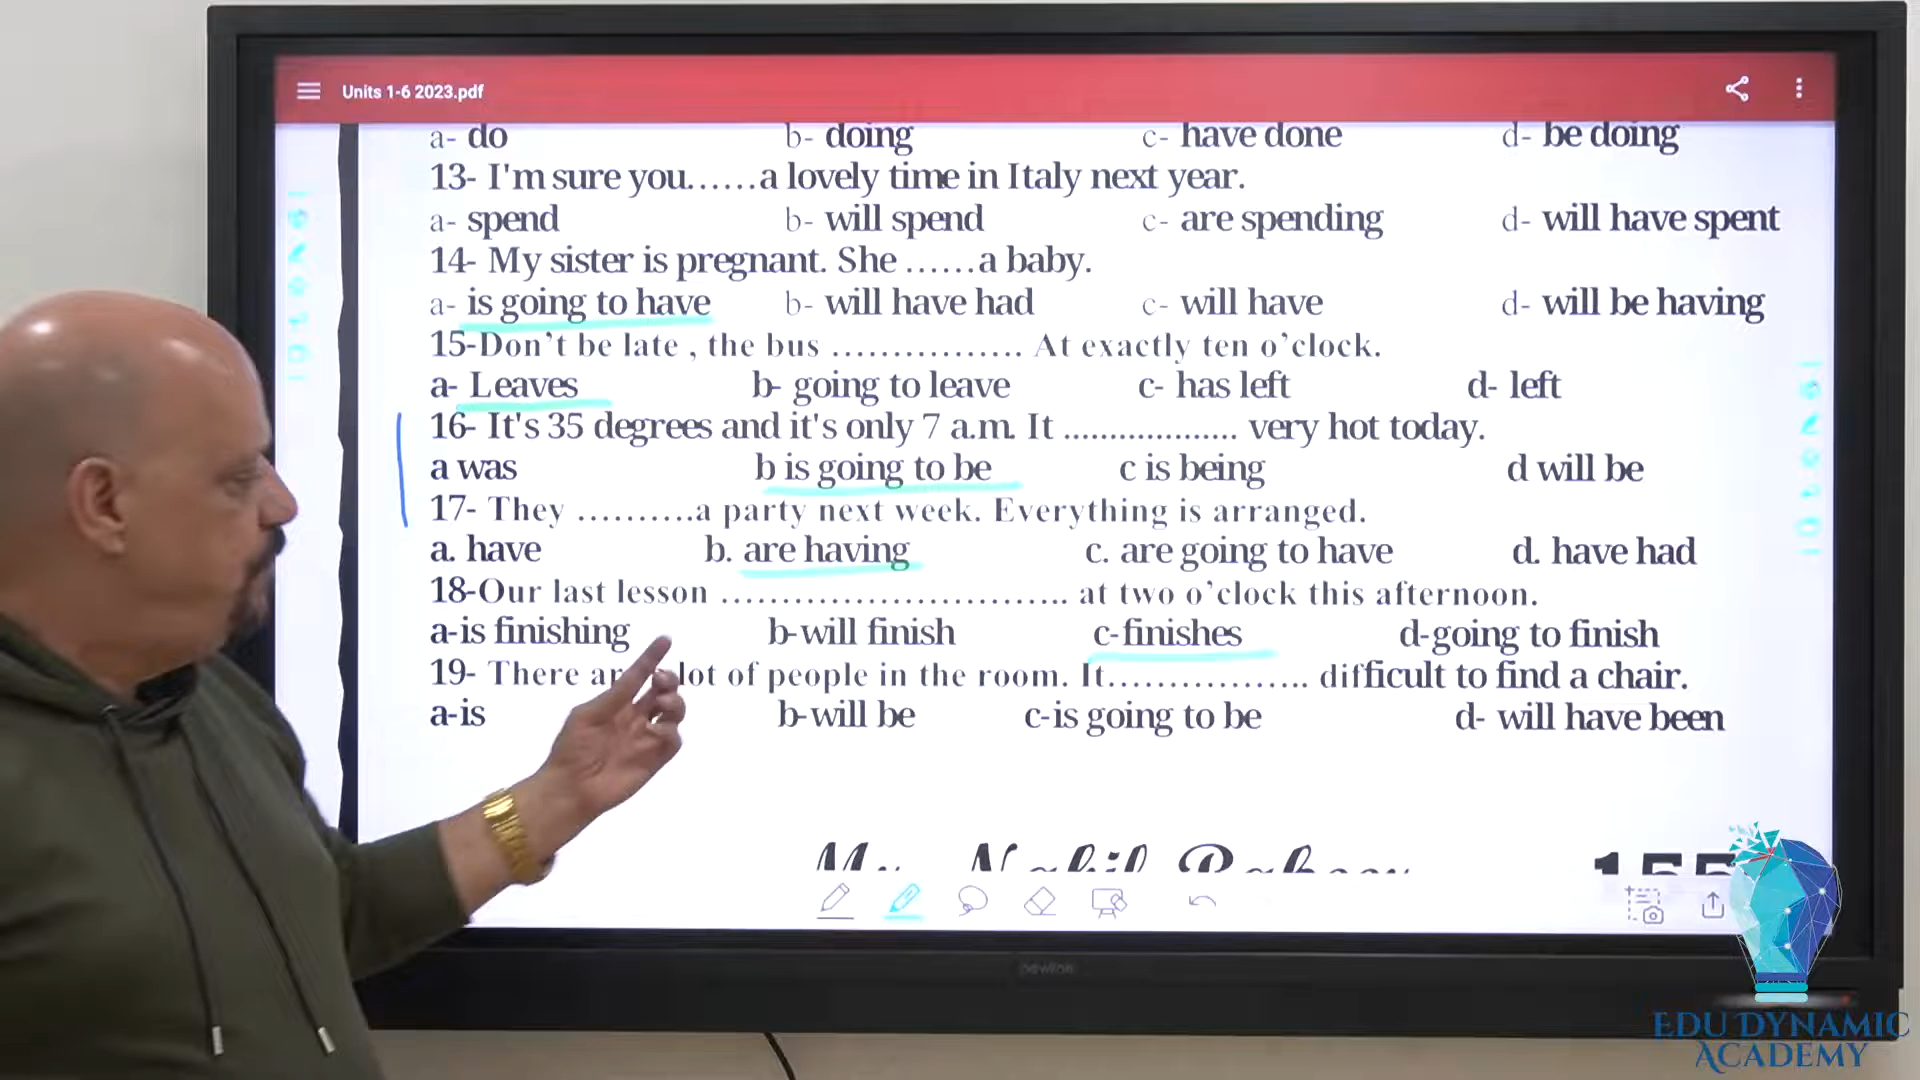 Units 1-6 2023.pdf
a- do b- doing c- have done d- be doing
13- I'm sure you……a lovely time in Italy next year.
a- spend b- will spend c- are spending d- will have spent
14- My sister is pregnant. She ……a baby.
a- is going to have b- will have had c- will have d- will be having
15-Don't be late , the bus ................ At exactly ten o'clock.
a- Leaves b- going to leave c- has left d- left
16- It's 35 degrees and it's only 7 a.m. It ................... very hot today.
a was b is going to be c is being d will be
17- They ..........a party next week. Everything is arranged.
a. have b. are having c. are going to have d. have had
18-Our last lesson ............................. at two o'clock this afternoon.
a-is finishing b-will finish c-finishes d-going to finish
19- There lot of people in the room. It................. difficult to find a chair.
a-is b-will be c-is going to be d- will have been
newline
EDU DYNAMIC
ACADEMY